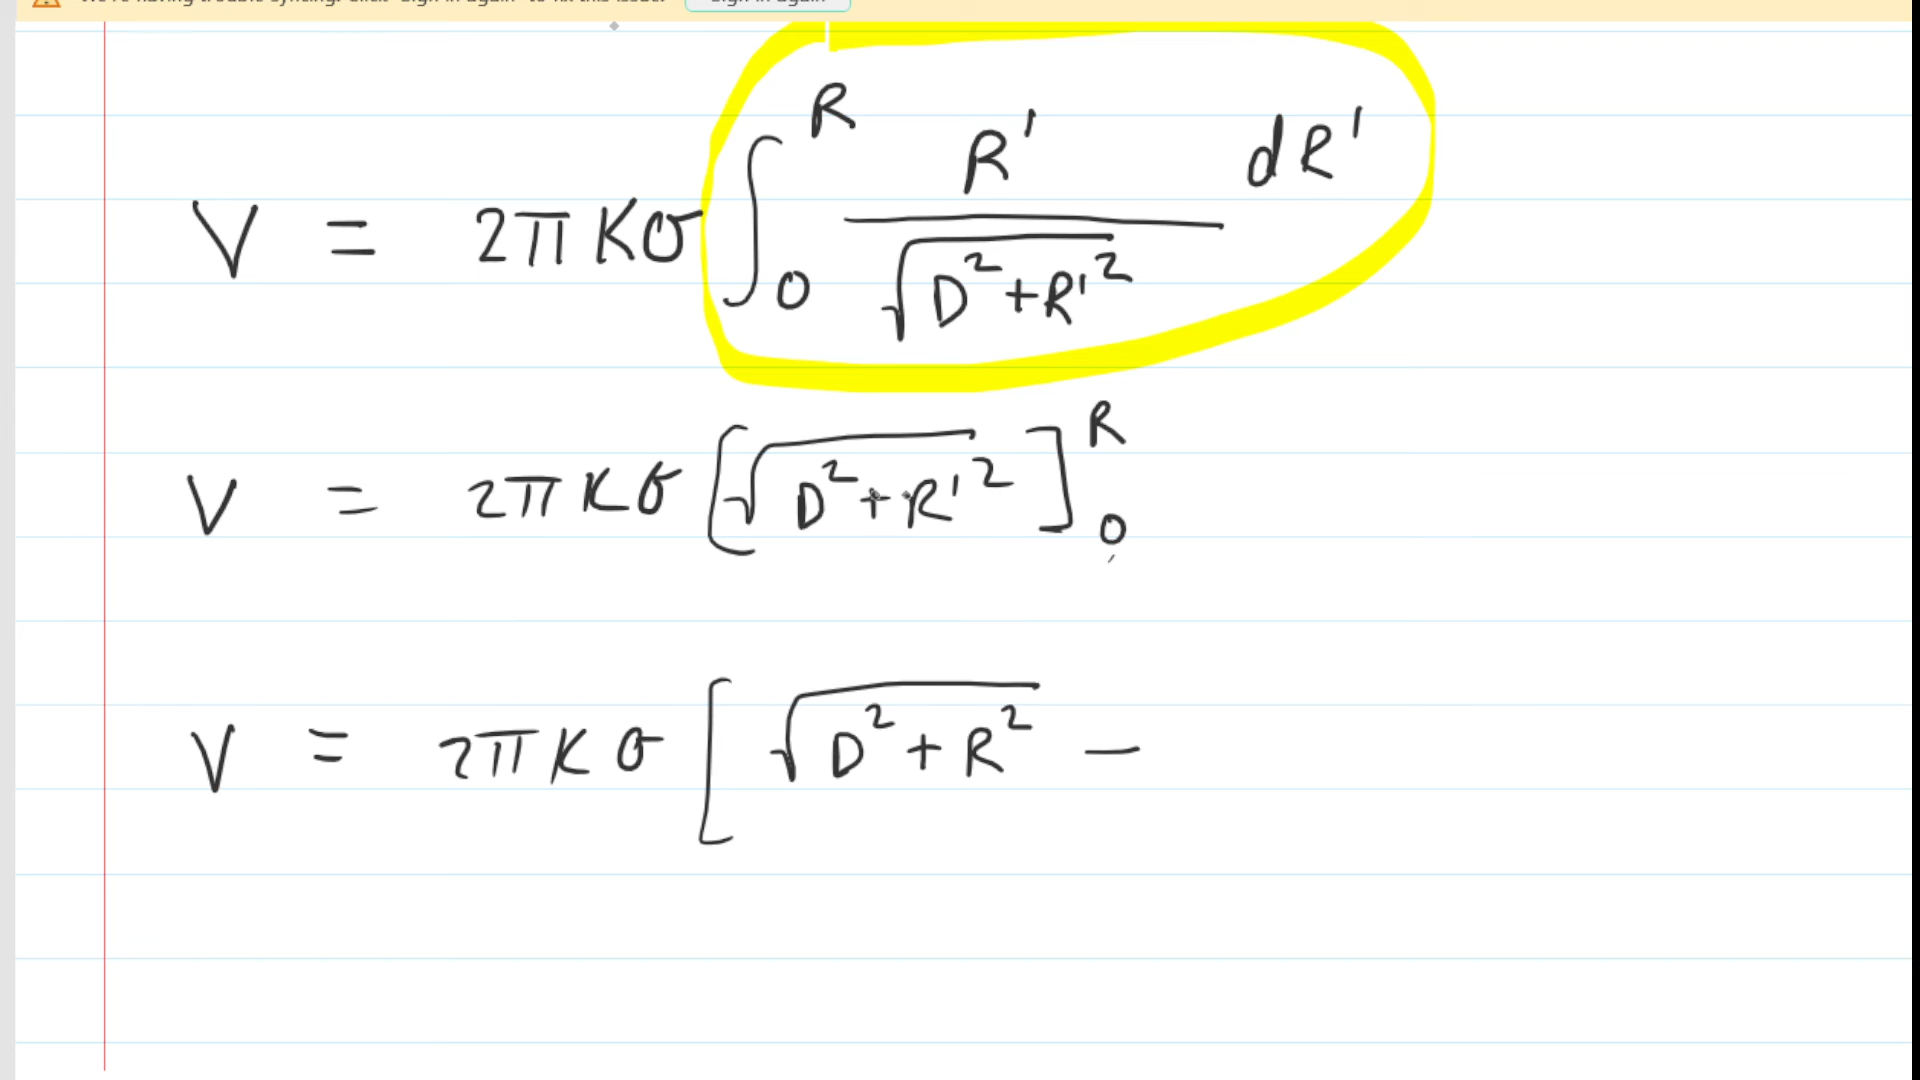 V = 2πKσ ∫₀ᴿ R' / √(D² + R'²) dR'
V = 2πKσ [√(D² + R'²)]₀ᴿ
V = 2πKσ [ √(D² + R²) −